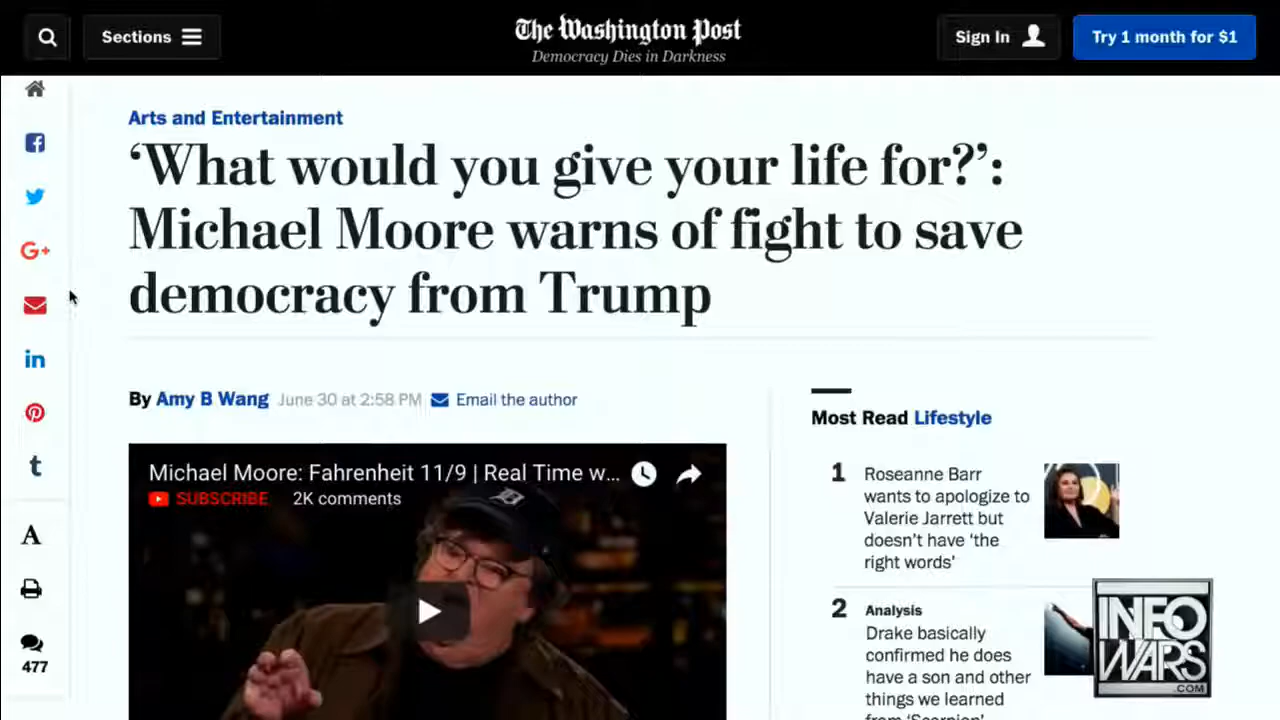 Sections
The Washington Post
Democracy Dies in Darkness
Sign In
Try 1 month for $1
Arts and Entertainment
‘What would you give your life for?’:
Michael Moore warns of fight to save
democracy from Trump
By Amy B Wang June 30 at 2:58 PM Email the author
Michael Moore: Fahrenheit 11/9 | Real Time w...
SUBSCRIBE 2K comments
Most Read Lifestyle
1 Roseanne Barr
wants to apologize to
Valerie Jarrett but
doesn’t have ‘the
right words’
2 Analysis
Drake basically
confirmed he does
have a son and other
things we learned
from ‘Scorpion’
G+
in
t
A
477
INFO
WARS
.COM